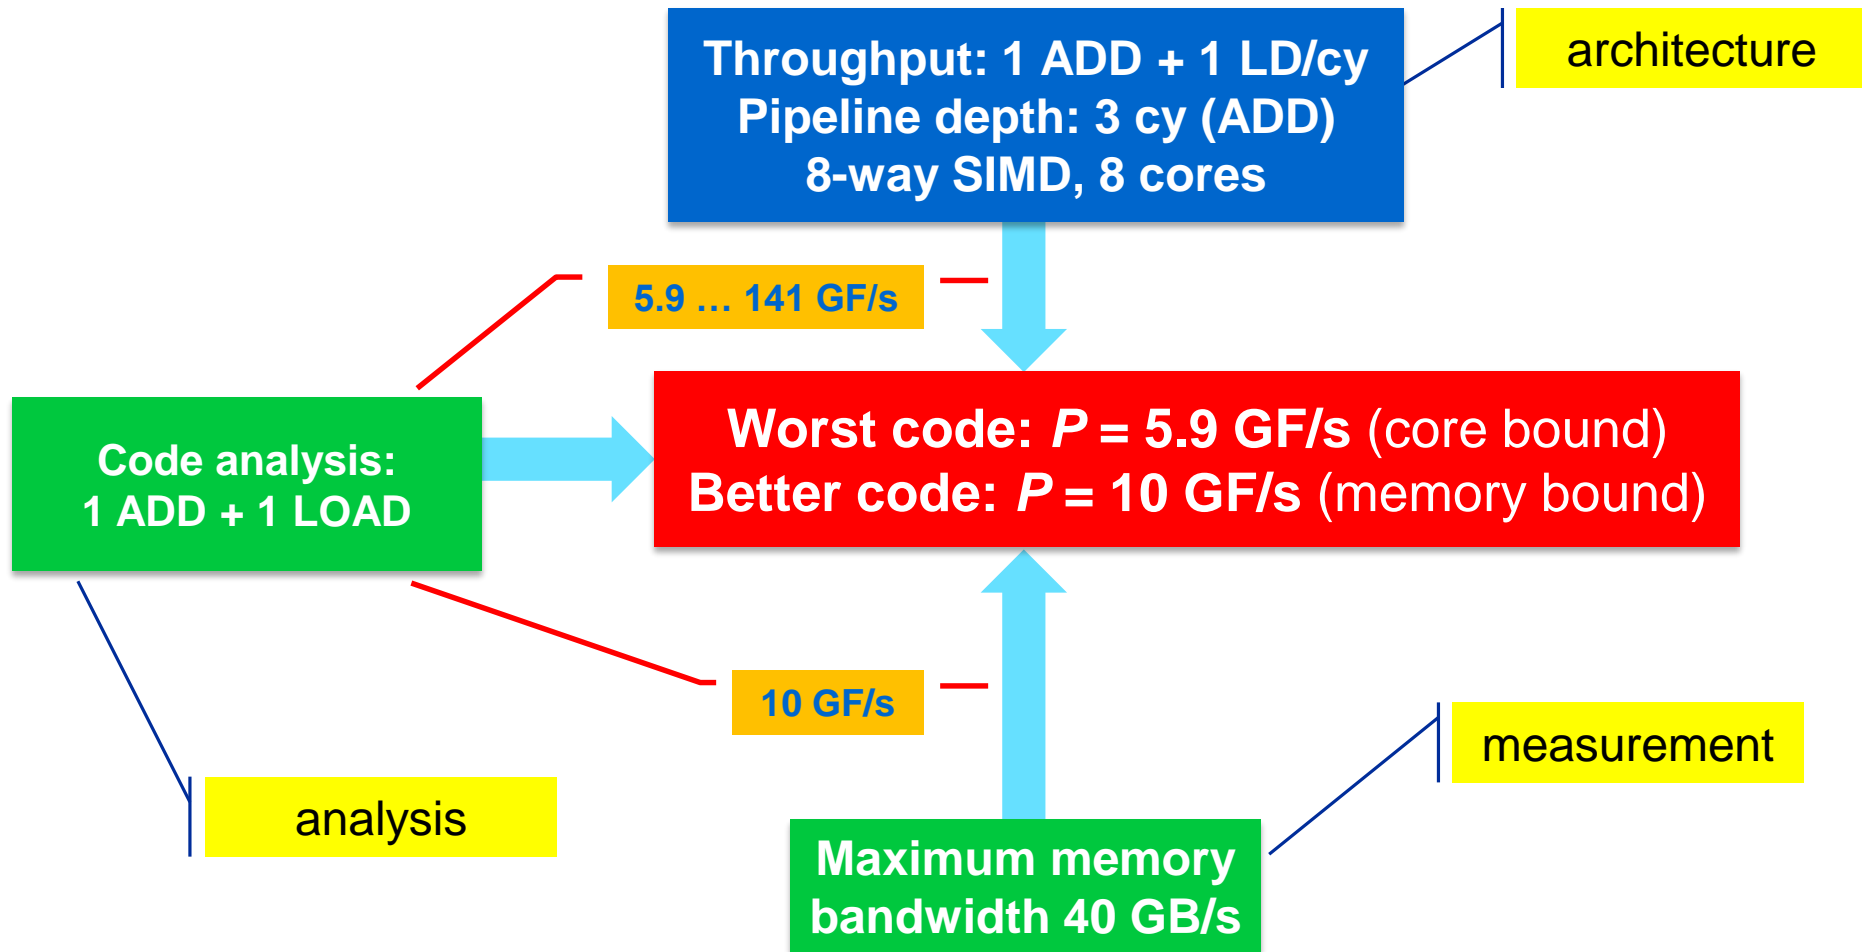 Throughput: 1 ADD + 1 LD/cy
Pipeline depth: 3 cy (ADD)
8-way SIMD, 8 cores
architecture
5.9 … 141 GF/s
Code analysis:
1 ADD + 1 LOAD
Worst code: P = 5.9 GF/s (core bound)
Better code: P = 10 GF/s (memory bound)
10 GF/s
measurement
analysis
Maximum memory
bandwidth 40 GB/s